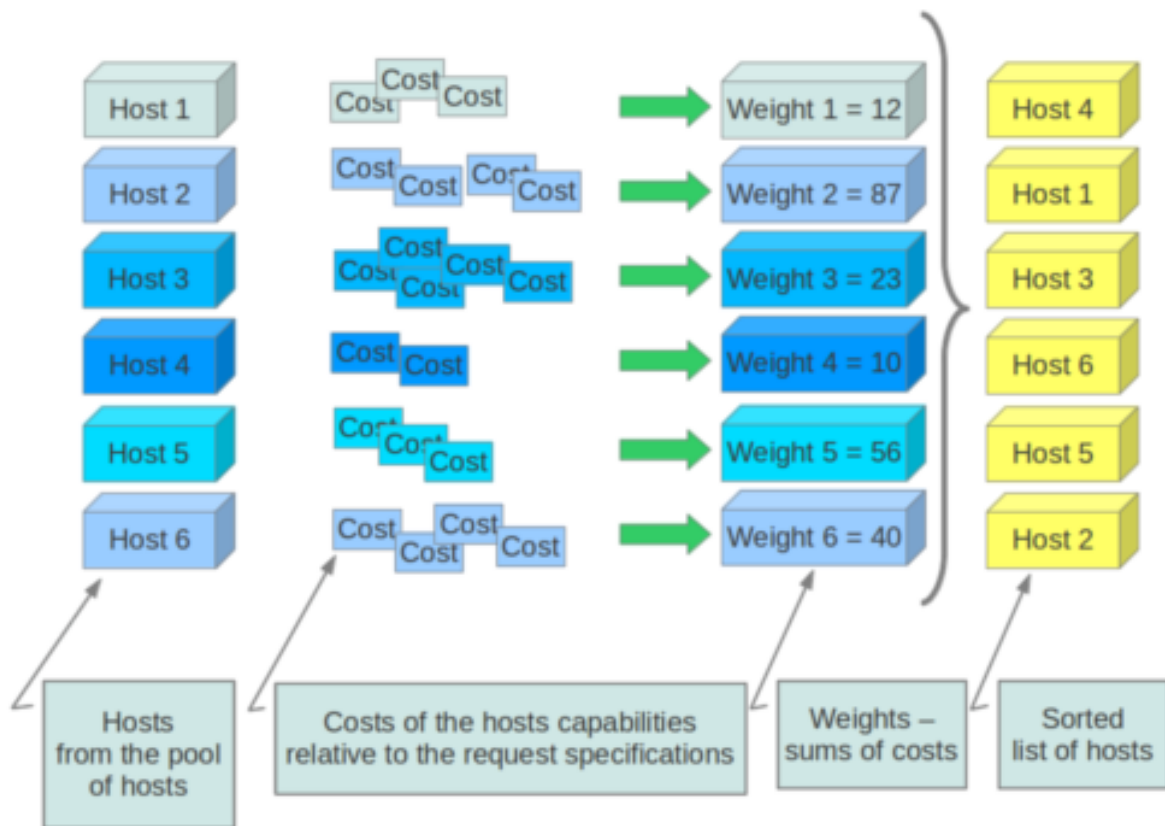 Host 1
Cost
Cost
Cost
Weight 1 = 12
Host 4
Host 2
Cost
Cost
Cost
Cost
Weight 2 = 87
Host 1
Host 3
Cost
Cost
Cost
Cost
Cost
Weight 3 = 23
Host 3
Host 4
Cost
Cost
Weight 4 = 10
Host 6
Host 5
Cost
Cost
Cost
Weight 5 = 56
Host 5
Host 6
Cost
Cost
Cost
Cost
Weight 6 = 40
Host 2
Hosts
from the pool
of hosts
Costs of the hosts capabilities
relative to the request specifications
Weights –
sums of costs
Sorted
list of hosts